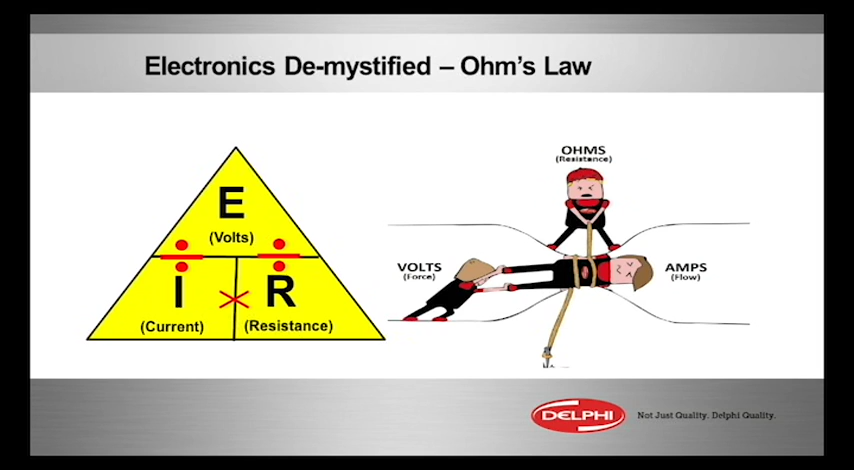 Electronics De-mystified – Ohm's Law
E
(Volts)
I
R
(Current)
(Resistance)
OHMS
(Resistance)
VOLTS
(Force)
AMPS
(Flow)
DELPHI
Not Just Quality. Delphi Quality.